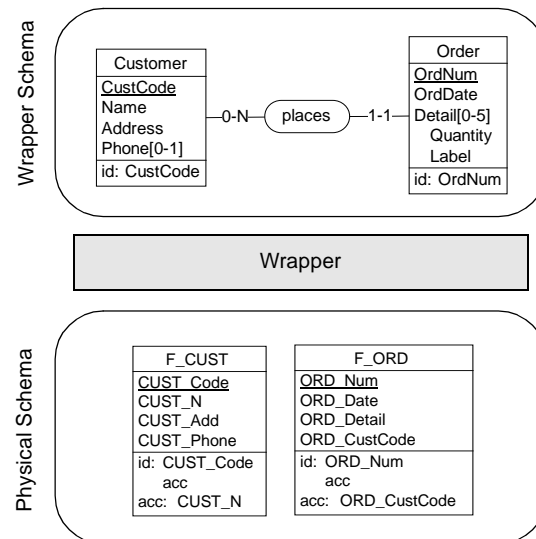 Wrapper Schema
Customer
CustCode
Name
Address
Phone[0-1]
id: CustCode
0-N
places
1-1
Order
OrdNum
OrdDate
Detail[0-5]
Quantity
Label
id: OrdNum
Wrapper
Physical Schema
F_CUST
CUST_Code
CUST_N
CUST_Add
CUST_Phone
id: CUST_Code
acc
acc: CUST_N
F_ORD
ORD_Num
ORD_Date
ORD_Detail
ORD_CustCode
id: ORD_Num
acc
acc: ORD_CustCode